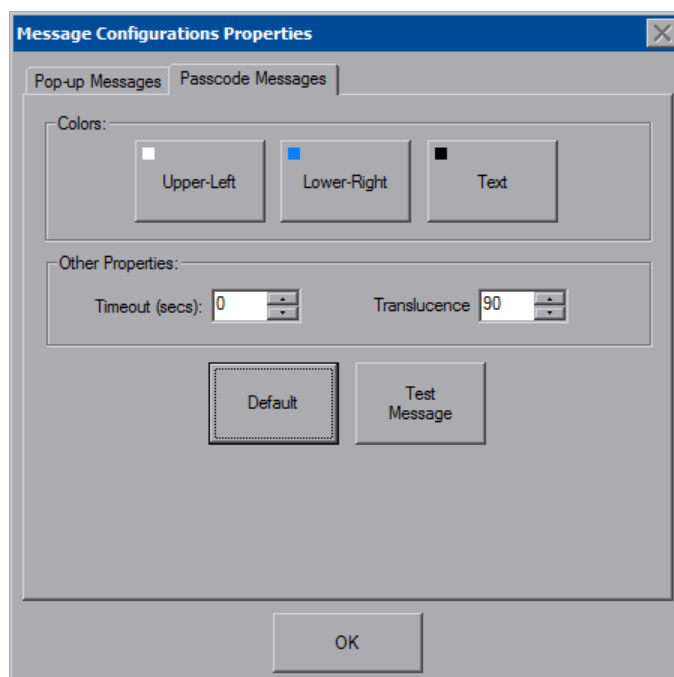 Message Configurations Properties
Pop-up Messages
Passcode Messages
Colors:
Upper-Left
Lower-Right
Text
Other Properties:
Timeout (secs): 0
Translucence 90
Default
Test
Message
OK